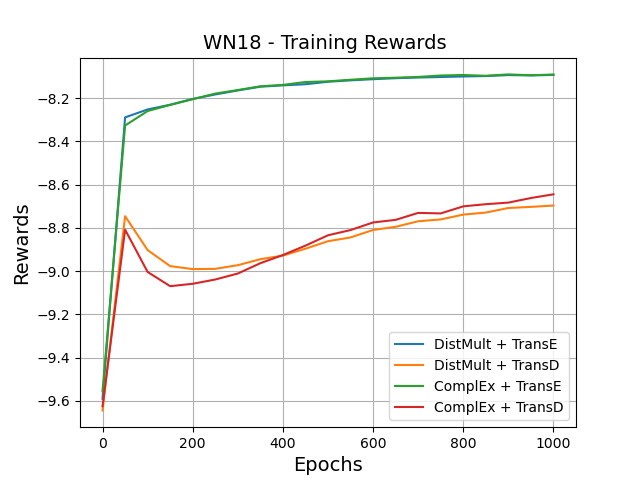 WN18 - Training Rewards
Rewards
−8.2
−8.4
−8.6
−8.8
−9.0
−9.2
−9.4
−9.6
DistMult + TransE
DistMult + TransD
ComplEx + TransE
ComplEx + TransD
0
200
400
600
800
1000
Epochs